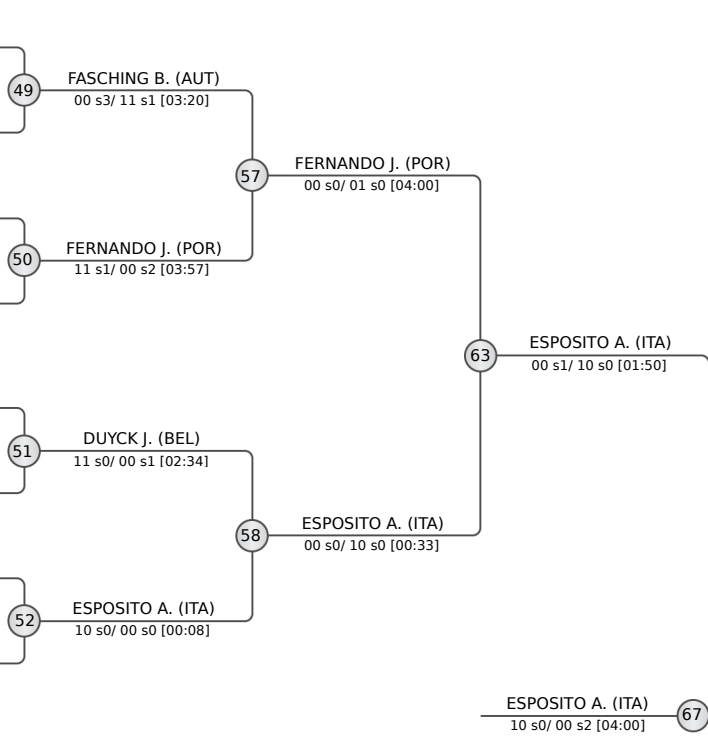 49
FASCHING B. (AUT)
00 s3/ 11 s1 [03:20]
57
FERNANDO J. (POR)
00 s0/ 01 s0 [04:00]
50
FERNANDO J. (POR)
11 s1/ 00 s2 [03:57]
63
ESPOSITO A. (ITA)
00 s1/ 10 s0 [01:50]
51
DUYCK J. (BEL)
11 s0/ 00 s1 [02:34]
58
ESPOSITO A. (ITA)
00 s0/ 10 s0 [00:33]
52
ESPOSITO A. (ITA)
10 s0/ 00 s0 [00:08]
ESPOSITO A. (ITA)
10 s0/ 00 s2 [04:00]
67